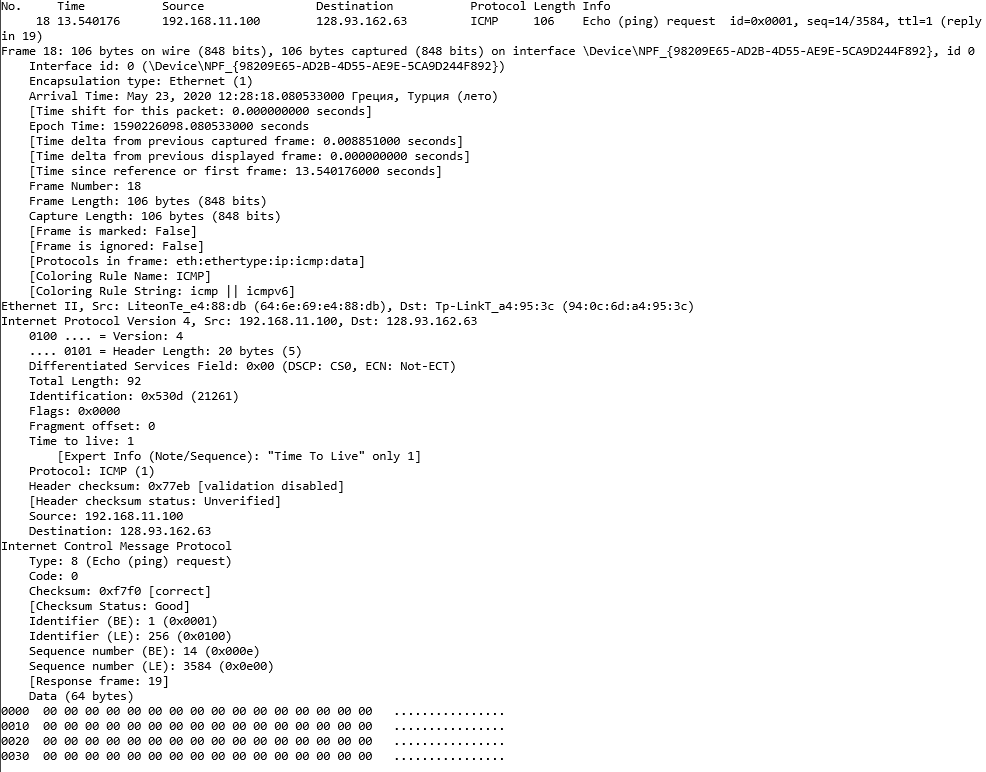 No.     Time           Source                Destination           Protocol Length Info
     18 13.540176      192.168.11.100        128.93.162.63         ICMP     106    Echo (ping) request  id=0x0001, seq=14/3584, ttl=1 (reply
in 19)
Frame 18: 106 bytes on wire (848 bits), 106 bytes captured (848 bits) on interface \Device\NPF_{98209E65-AD2B-4D55-AE9E-5CA9D244F892}, id 0
    Interface id: 0 (\Device\NPF_{98209E65-AD2B-4D55-AE9E-5CA9D244F892})
    Encapsulation type: Ethernet (1)
    Arrival Time: May 23, 2020 12:28:18.080533000 Греция, Турция (лето)
    [Time shift for this packet: 0.000000000 seconds]
    Epoch Time: 1590226098.080533000 seconds
    [Time delta from previous captured frame: 0.008851000 seconds]
    [Time delta from previous displayed frame: 0.000000000 seconds]
    [Time since reference or first frame: 13.540176000 seconds]
    Frame Number: 18
    Frame Length: 106 bytes (848 bits)
    Capture Length: 106 bytes (848 bits)
    [Frame is marked: False]
    [Frame is ignored: False]
    [Protocols in frame: eth:ethertype:ip:icmp:data]
    [Coloring Rule Name: ICMP]
    [Coloring Rule String: icmp || icmpv6]
Ethernet II, Src: LiteonTe_e4:88:db (64:6e:69:e4:88:db), Dst: Tp-LinkT_a4:95:3c (94:0c:6d:a4:95:3c)
Internet Protocol Version 4, Src: 192.168.11.100, Dst: 128.93.162.63
    0100 .... = Version: 4
    .... 0101 = Header Length: 20 bytes (5)
    Differentiated Services Field: 0x00 (DSCP: CS0, ECN: Not-ECT)
    Total Length: 92
    Identification: 0x530d (21261)
    Flags: 0x0000
    Fragment offset: 0
    Time to live: 1
        [Expert Info (Note/Sequence): "Time To Live" only 1]
    Protocol: ICMP (1)
    Header checksum: 0x77eb [validation disabled]
    [Header checksum status: Unverified]
    Source: 192.168.11.100
    Destination: 128.93.162.63
Internet Control Message Protocol
    Type: 8 (Echo (ping) request)
    Code: 0
    Checksum: 0xf7f0 [correct]
    [Checksum Status: Good]
    Identifier (BE): 1 (0x0001)
    Identifier (LE): 256 (0x0100)
    Sequence number (BE): 14 (0x000e)
    Sequence number (LE): 3584 (0x0e00)
    [Response frame: 19]
    Data (64 bytes)
0000  00 00 00 00 00 00 00 00 00 00 00 00 00 00 00 00   ................
0010  00 00 00 00 00 00 00 00 00 00 00 00 00 00 00 00   ................
0020  00 00 00 00 00 00 00 00 00 00 00 00 00 00 00 00   ................
0030  00 00 00 00 00 00 00 00 00 00 00 00 00 00 00 00   ................